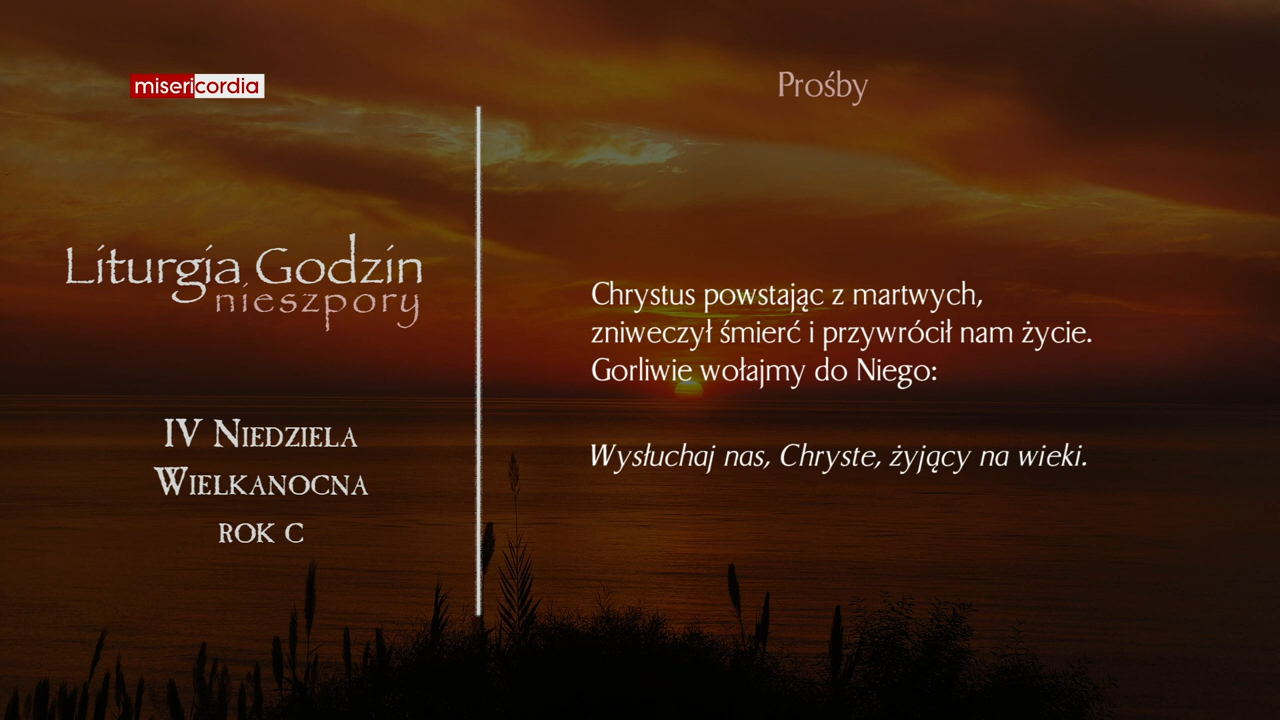 misericordia
Liturgia Godzin
nieszpory
IV Niedziela
Wielkanocna
rok C
Prośby
Chrystus powstając z martwych,
zniweczył śmierć i przywrócił nam życie.
Gorliwie wołajmy do Niego:
Wysłuchaj nas, Chryste, żyjący na wieki.